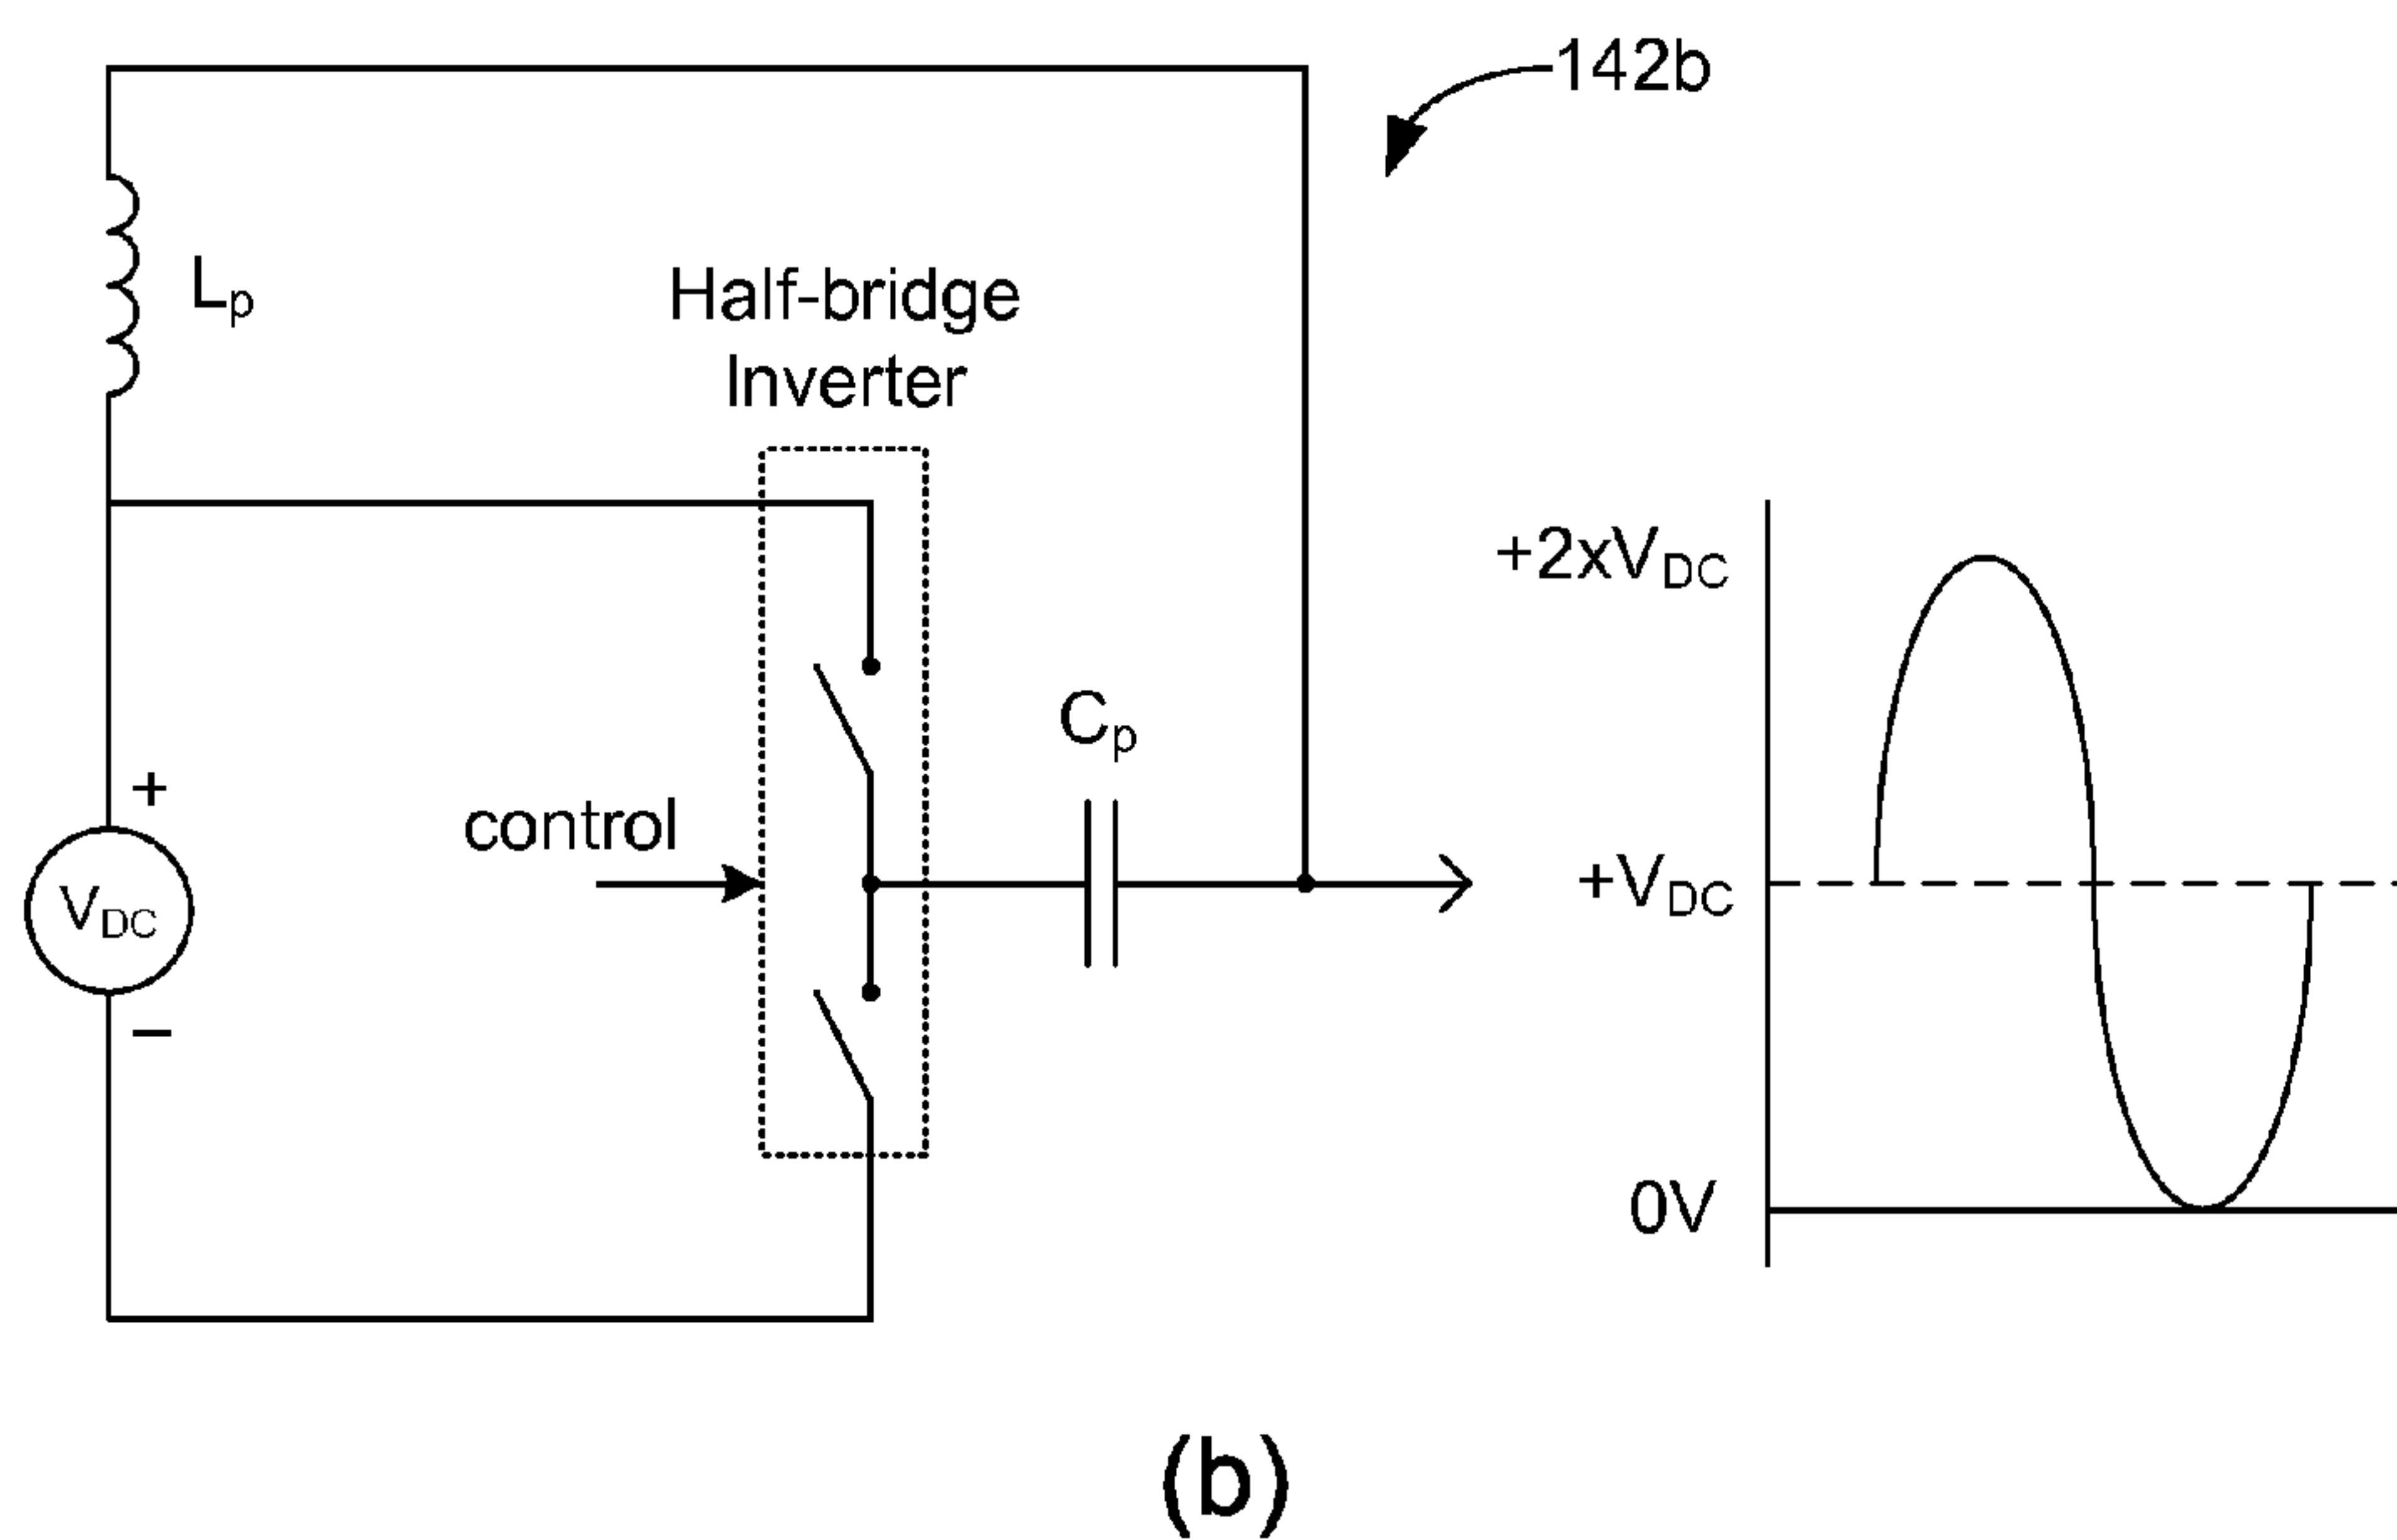 142b
Lp
Half-bridge
Inverter
+2xVDC
Cp
+
control
VDC
+VDC
−
0V
(b)